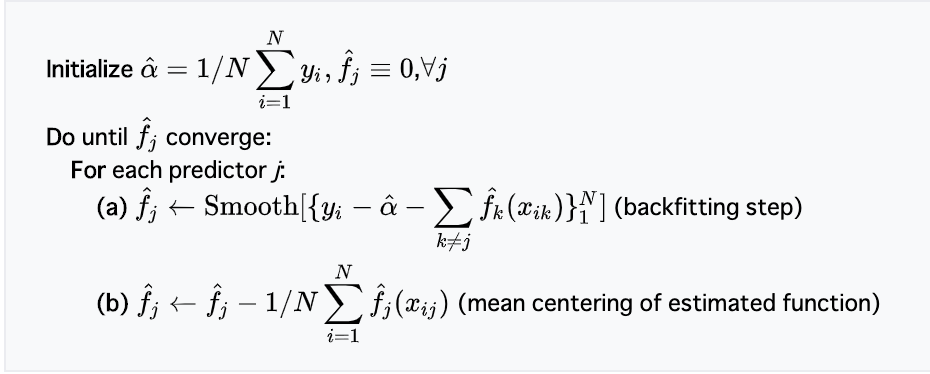 Initialize $\hat{\alpha} = 1/N \sum_{i=1}^{N} y_i, \hat{f}_j \equiv 0, \forall j$
Do until $\hat{f}_j$ converge:
For each predictor j:
(a) $\hat{f}_j \leftarrow \text{Smooth}[\{y_i - \hat{\alpha} - \sum_{k \neq j} \hat{f}_k(x_{ik})\}_1^N]$ (backfitting step)
(b) $\hat{f}_j \leftarrow \hat{f}_j - 1/N \sum_{i=1}^{N} \hat{f}_j(x_{ij})$ (mean centering of estimated function)